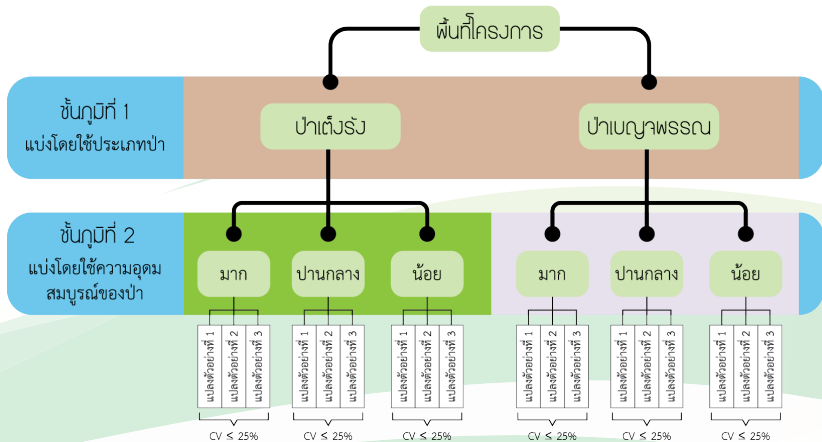 พื้นที่โครงการ
ชั้นภูมิที่ 1
แบ่งโดยใช้ประเภทป่า
ป่าเต็งรัง
ป่าเบญจพรรณ
ชั้นภูมิที่ 2
แบ่งโดยใช้ความอุดม
สมบูรณ์ของป่า
มาก
ปานกลาง
น้อย
มาก
ปานกลาง
น้อย
แปลงตัวอย่างที่ 1
แปลงตัวอย่างที่ 2
แปลงตัวอย่างที่ 3
แปลงตัวอย่างที่ 1
แปลงตัวอย่างที่ 2
แปลงตัวอย่างที่ 3
แปลงตัวอย่างที่ 1
แปลงตัวอย่างที่ 2
แปลงตัวอย่างที่ 3
แปลงตัวอย่างที่ 1
แปลงตัวอย่างที่ 2
แปลงตัวอย่างที่ 3
แปลงตัวอย่างที่ 1
แปลงตัวอย่างที่ 2
แปลงตัวอย่างที่ 3
แปลงตัวอย่างที่ 1
แปลงตัวอย่างที่ 2
แปลงตัวอย่างที่ 3
CV ≤ 25%
CV ≤ 25%
CV ≤ 25%
CV ≤ 25%
CV ≤ 25%
CV ≤ 25%